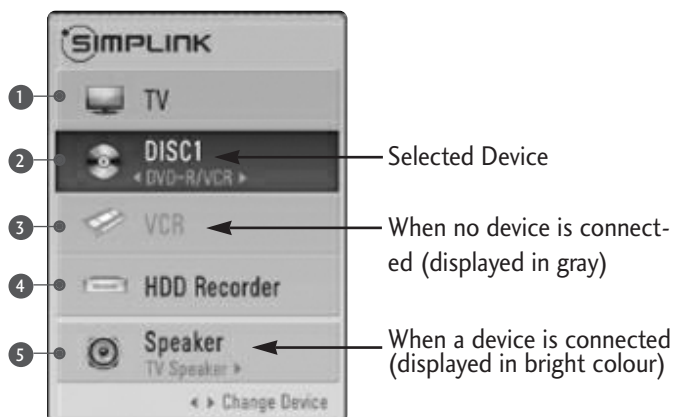 SIMPLINK
1 TV
2 DISC1
◄ DVD-R/VCR ►
Selected Device
3 VCR
When no device is connect-
ed (displayed in gray)
4 HDD Recorder
5 Speaker
TV Speaker ►
When a device is connected
(displayed in bright colour)
◄ ► Change Device